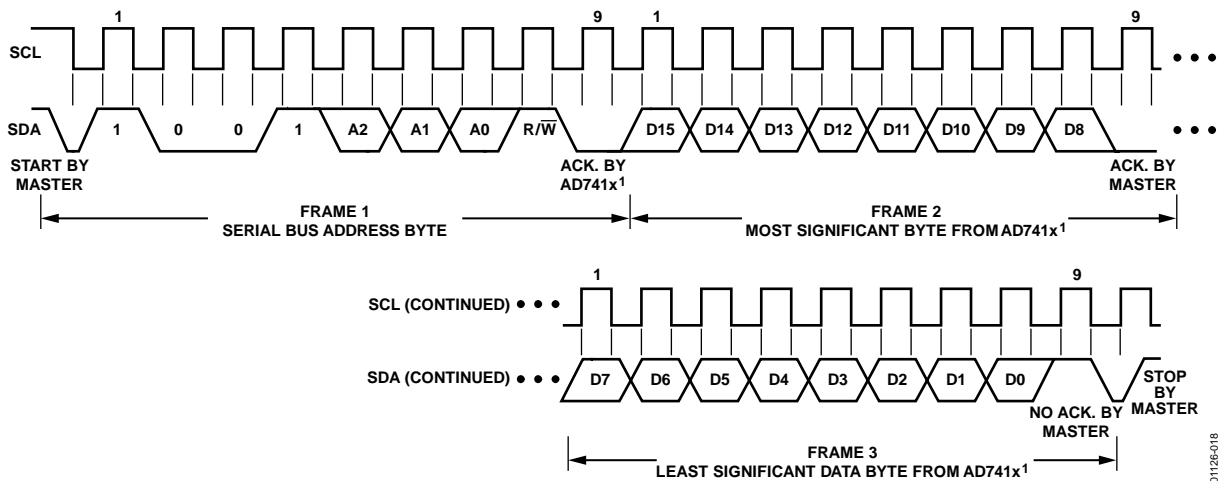 1 9 1 9
SCL
SDA 1 0 0 1 A2 A1 A0 R/W̅ D15 D14 D13 D12 D11 D10 D9 D8
START BY
MASTER
ACK. BY
AD741x¹
ACK. BY
MASTER
FRAME 1
SERIAL BUS ADDRESS BYTE
FRAME 2
MOST SIGNIFICANT BYTE FROM AD741x¹
1 9
SCL (CONTINUED)
SDA (CONTINUED) D7 D6 D5 D4 D3 D2 D1 D0
NO ACK. BY
MASTER
STOP
BY
MASTER
FRAME 3
LEAST SIGNIFICANT DATA BYTE FROM AD741x¹
01126-018